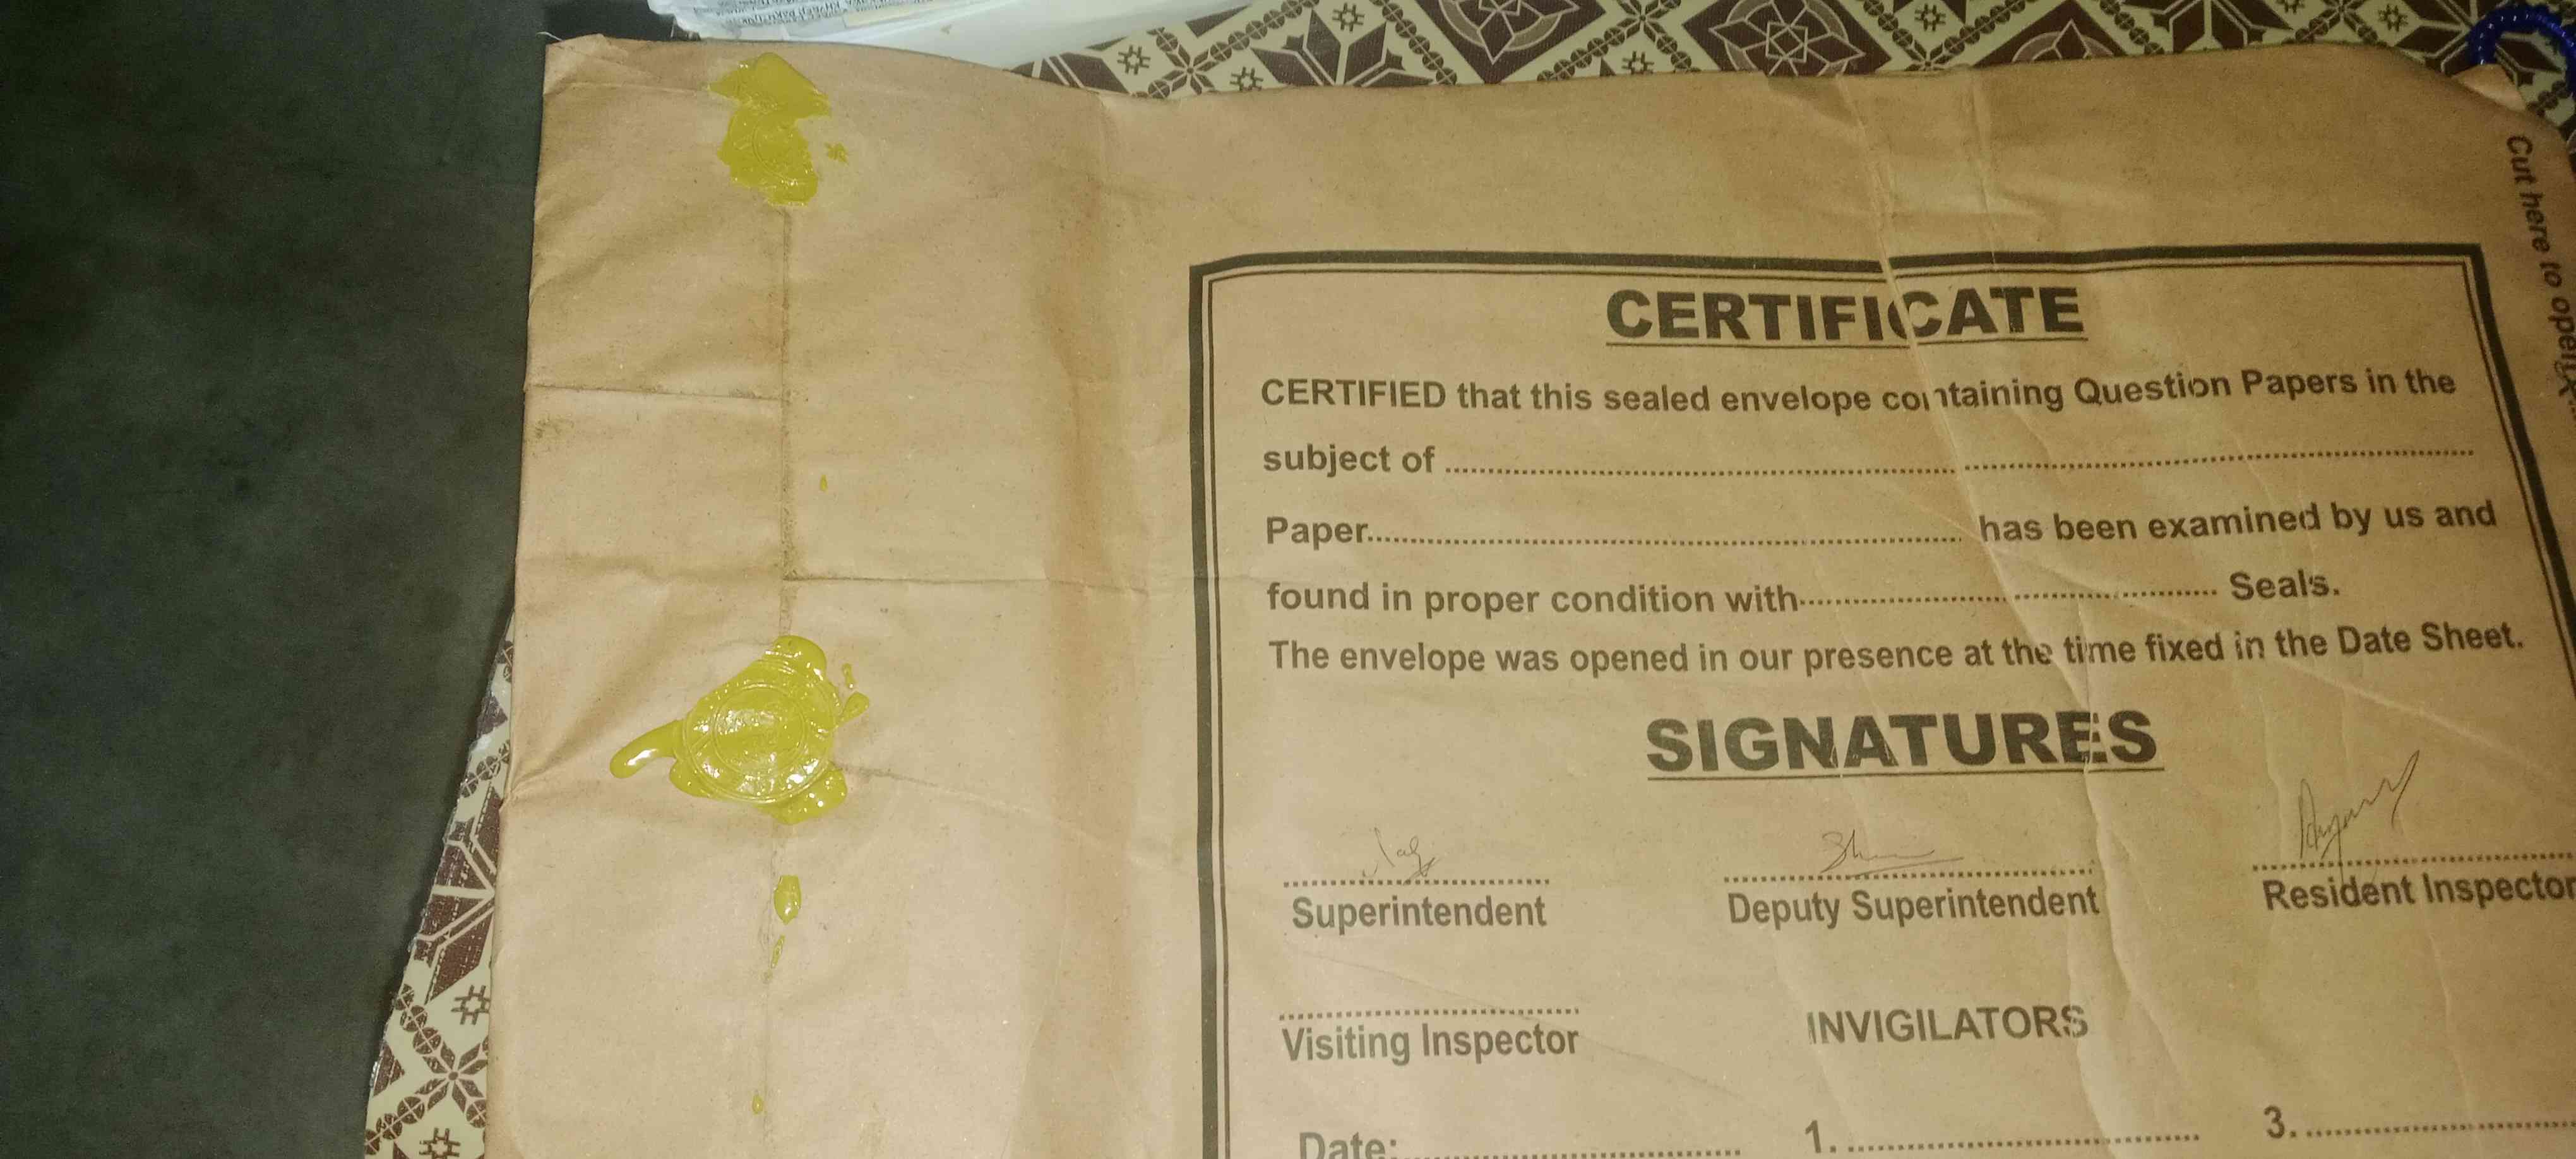 Cut here to open
CERTIFICATE
CERTIFIED that this sealed envelope containing Question Papers in the
subject of ........................................................................
Paper............................................................ has been examined by us and
found in proper condition with............................................ Seals.
The envelope was opened in our presence at the time fixed in the Date Sheet.
SIGNATURES
Superintendent Deputy Superintendent Resident Inspector
Visiting Inspector INVIGILATORS
Date:.................................... 1..................................... 3.............................